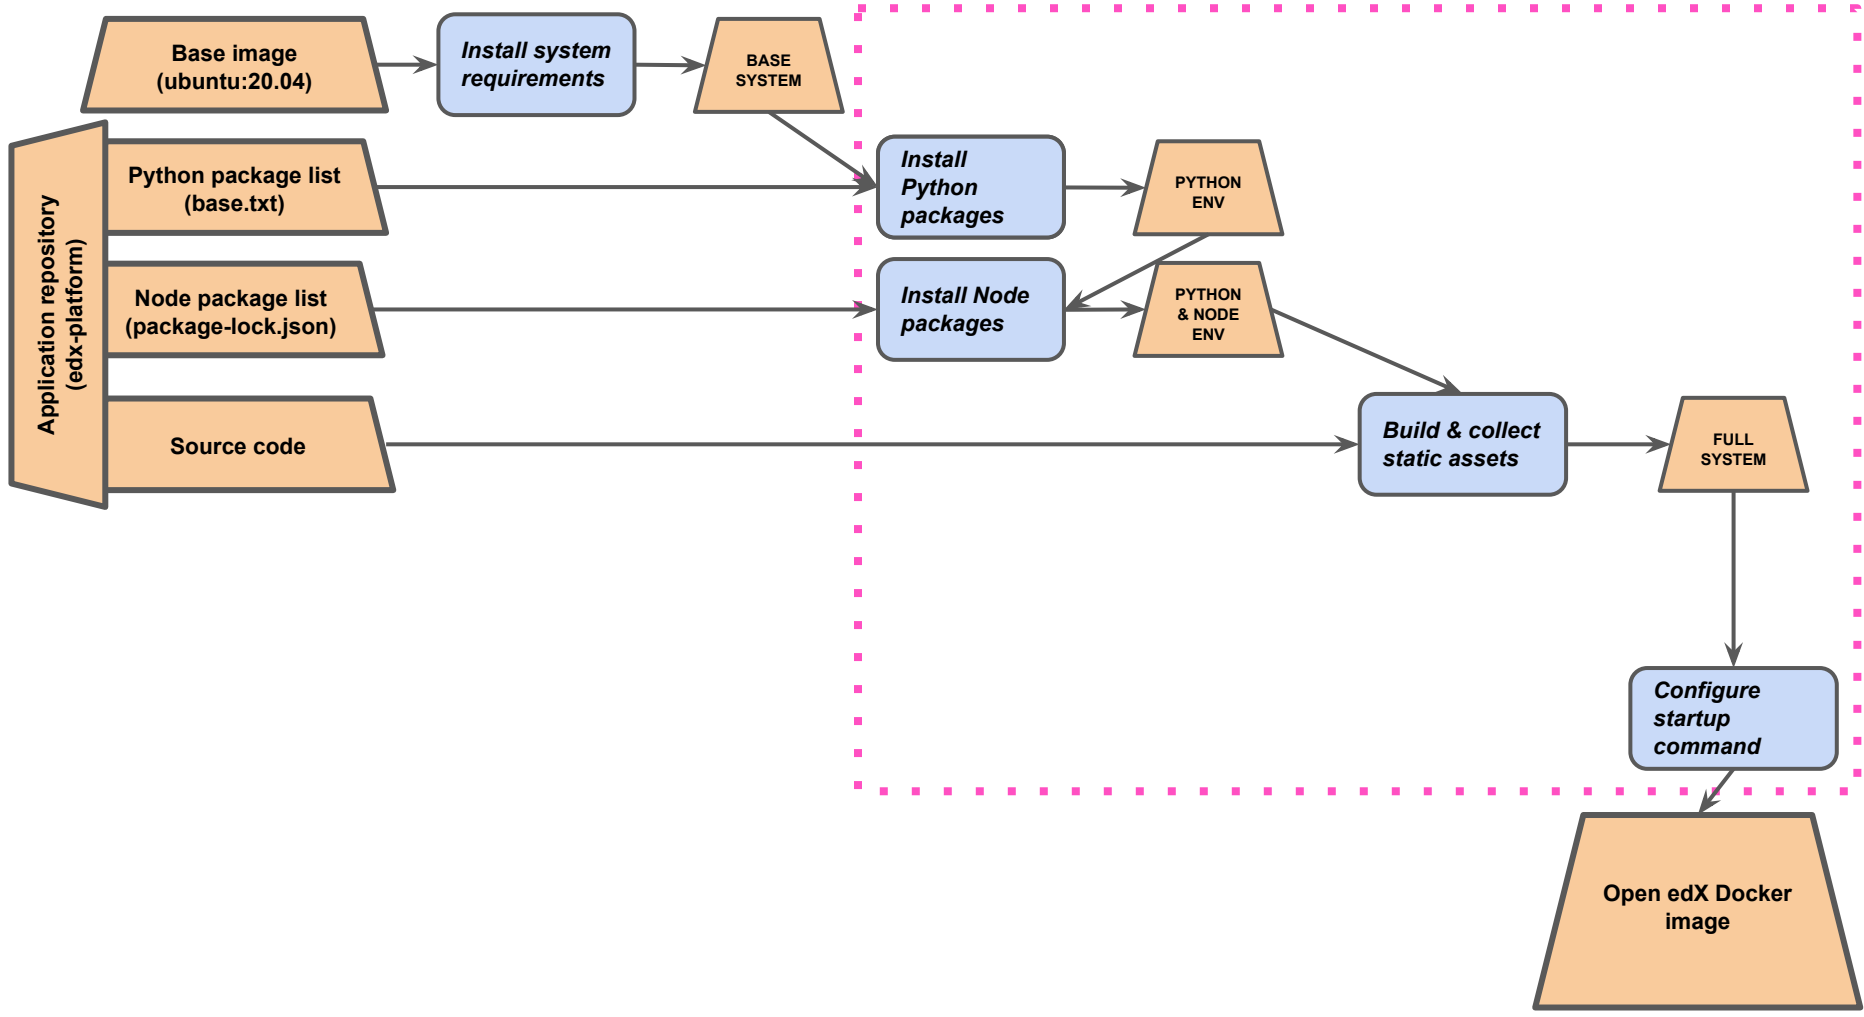 Base image
(ubuntu:20.04)
Install system
requirements
BASE
SYSTEM
Application repository
(edx-platform)
Python package list
(base.txt)
Install
Python
packages
PYTHON
ENV
Node package list
(package-lock.json)
Install Node
packages
PYTHON
& NODE
ENV
Source code
Build & collect
static assets
FULL
SYSTEM
Configure
startup
command
Open edX Docker
image